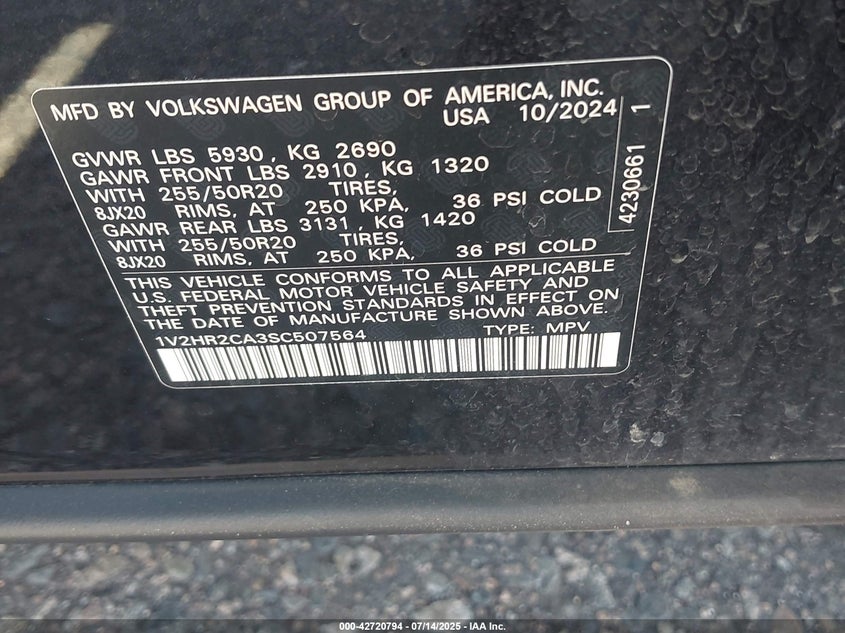 MFD BY VOLKSWAGEN GROUP OF AMERICA, INC.
USA 10/2024
GVWR LBS 5930, KG 2690
GAWR FRONT LBS 2910, KG 1320
WITH 255/50R20 TIRES,
8JX20 RIMS, AT 250 KPA, 36 PSI COLD
GAWR REAR LBS 3131, KG 1420
WITH 255/50R20 TIRES,
8JX20 RIMS, AT 250 KPA, 36 PSI COLD
THIS VEHICLE CONFORMS TO ALL APPLICABLE
U.S. FEDERAL MOTOR VEHICLE SAFETY AND
THEFT PREVENTION STANDARDS IN EFFECT ON
THE DATE OF MANUFACTURE SHOWN ABOVE.
1V2HR2CA3SC507564 TYPE: MPV
4230661 1
000-42720794 - 07/14/2025 - IAA Inc.